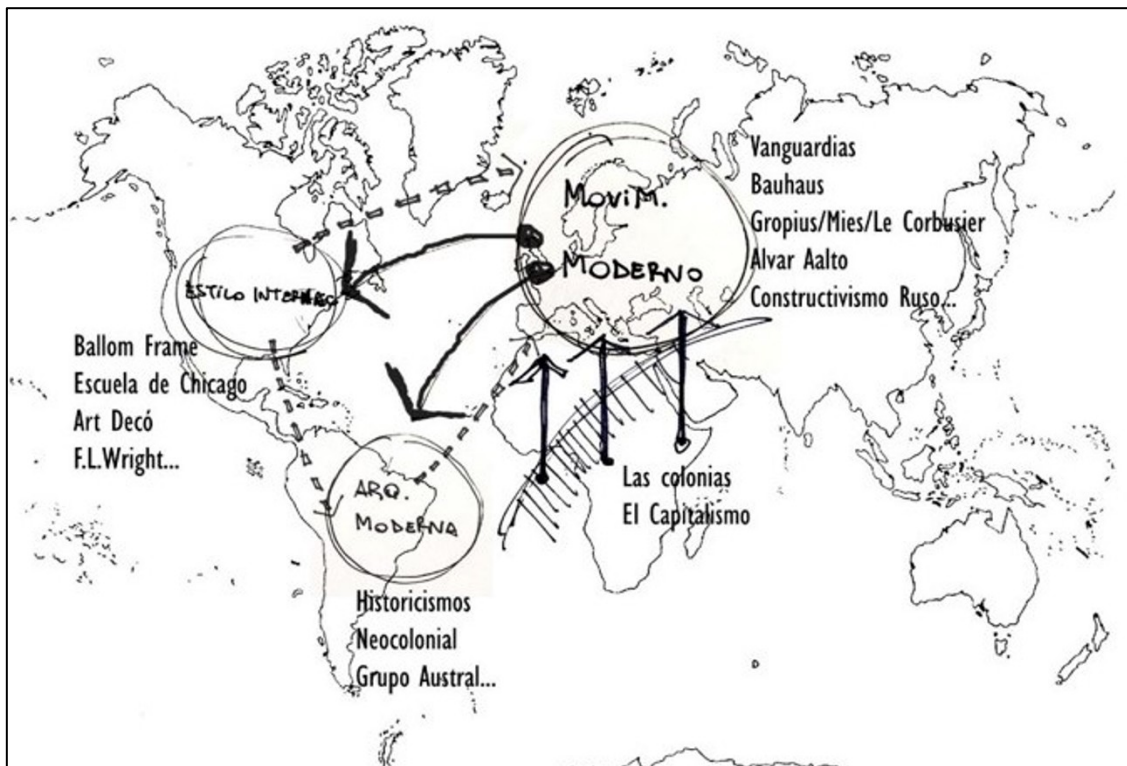 MOVIM.
MODERNO
Vanguardias
Bauhaus
Gropius/Mies/Le Corbusier
Alvar Aalto
Constructivismo Ruso...
ESTILO
Ballom Frame
Escuela de Chicago
Art Decó
F.L.Wright...
Las colonias
El Capitalismo
ARQ.
MODERNA
Historicismos
Neocolonial
Grupo Austral...